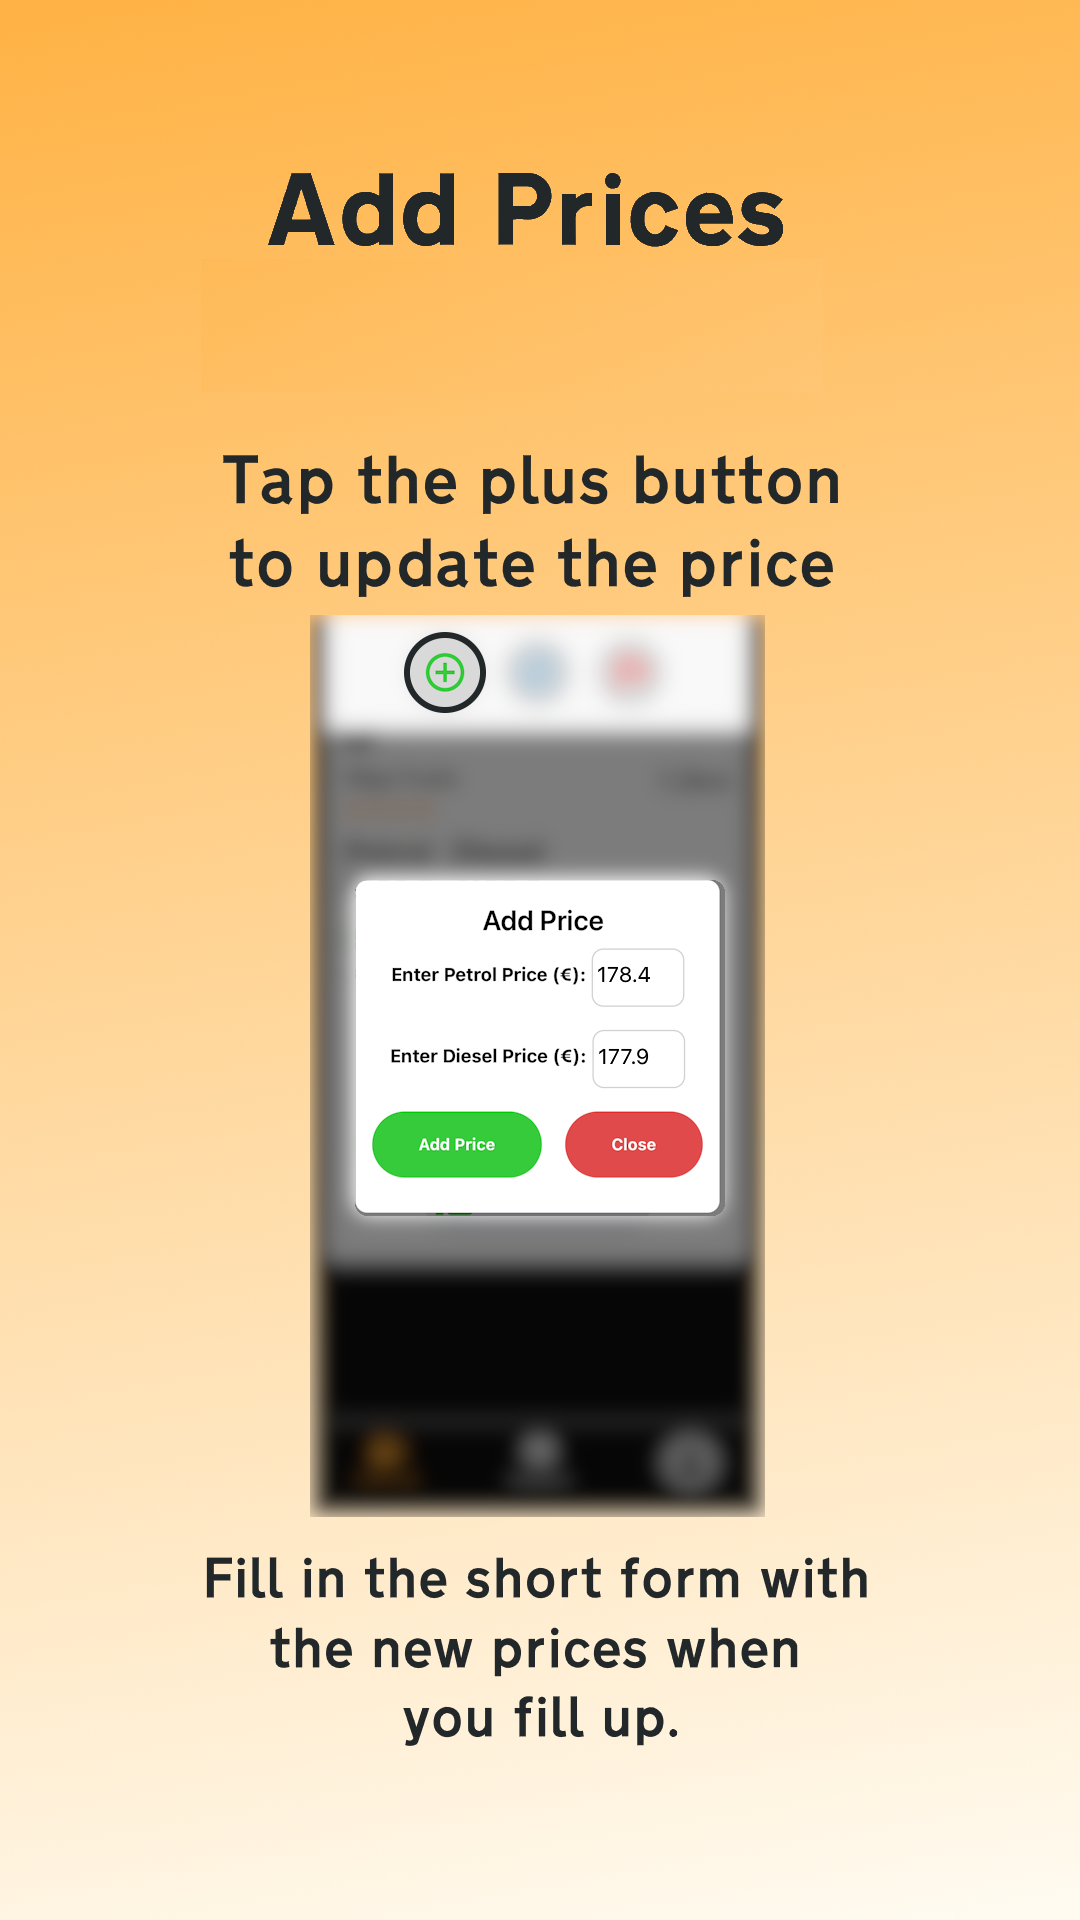 Add Prices
Tap the plus button
to update the price
Add Price
Enter Petrol Price (€): 178.4
Enter Diesel Price (€): 177.9
Add Price Close
Fill in the short form with
the new prices when
you fill up.